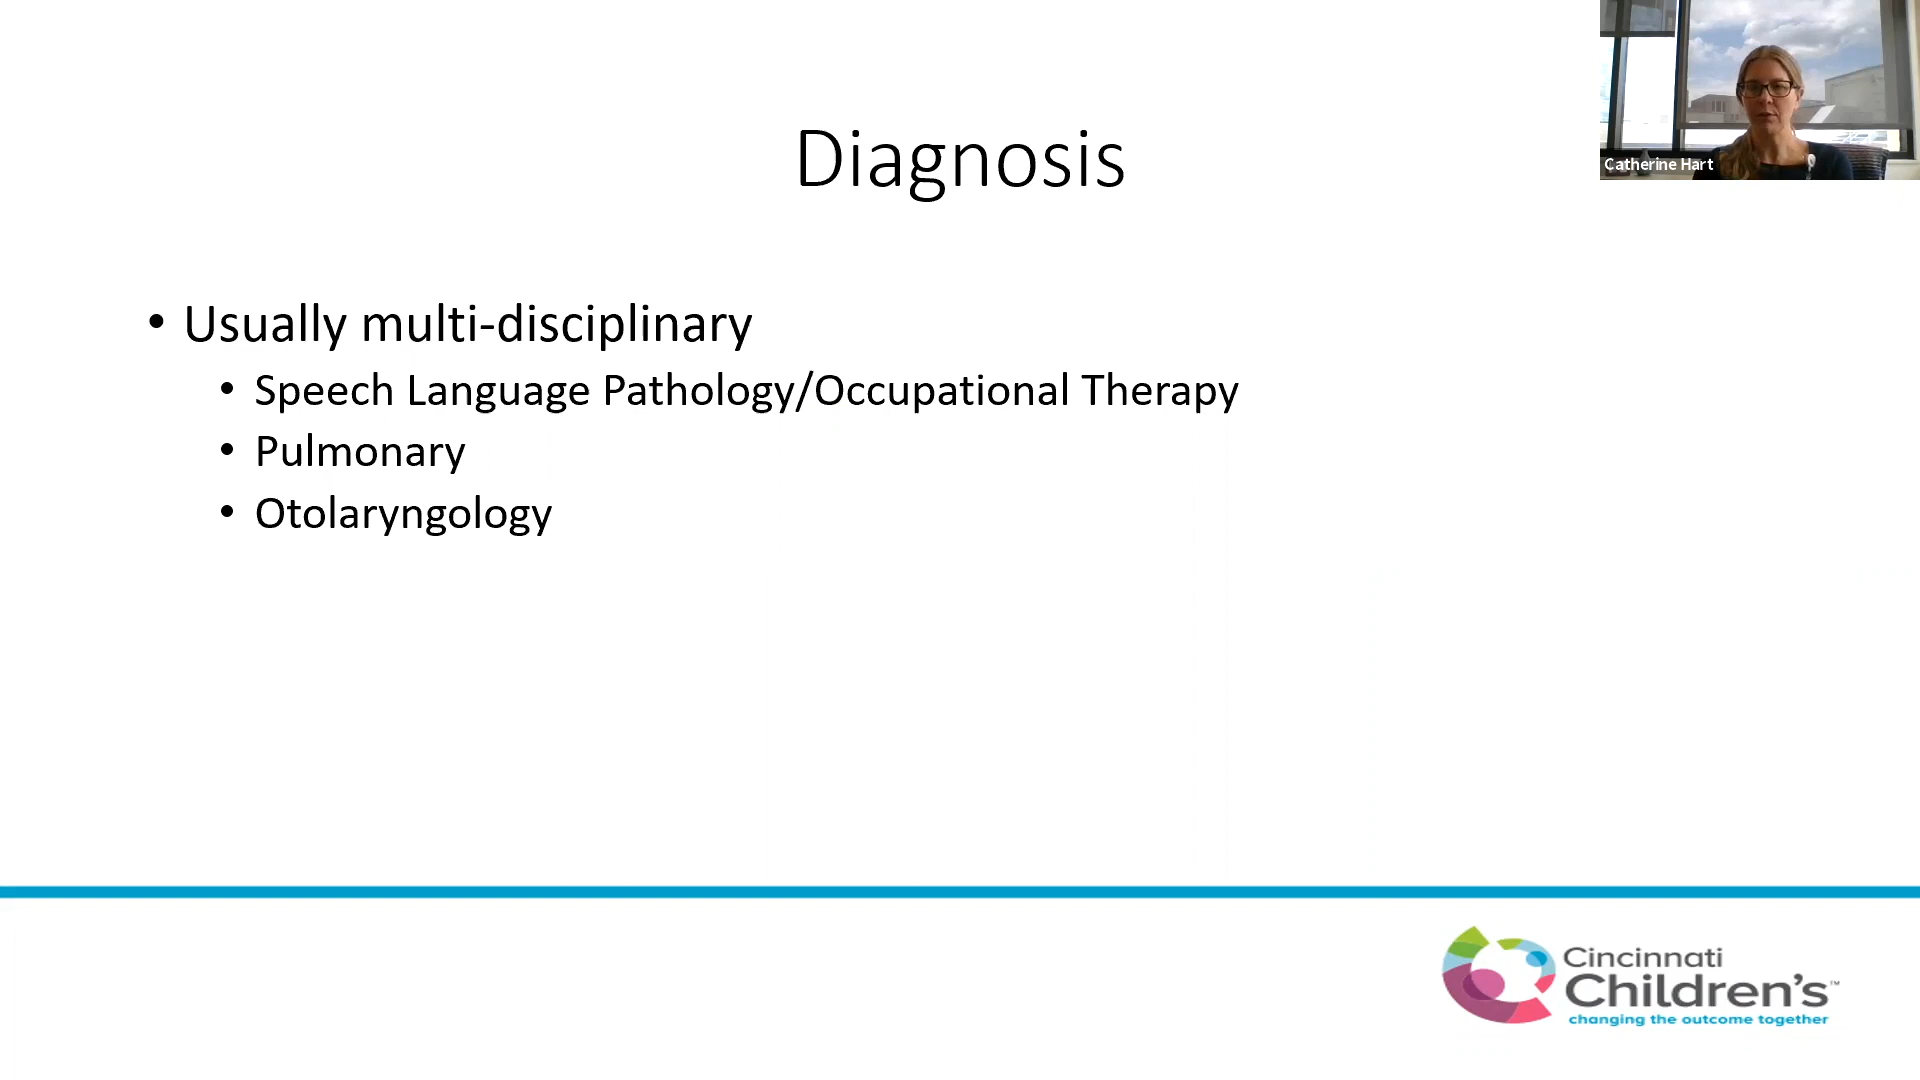 Catherine Hart
Diagnosis
• Usually multi-disciplinary
• Speech Language Pathology/Occupational Therapy
• Pulmonary
• Otolaryngology
Cincinnati
Children's™
changing the outcome together